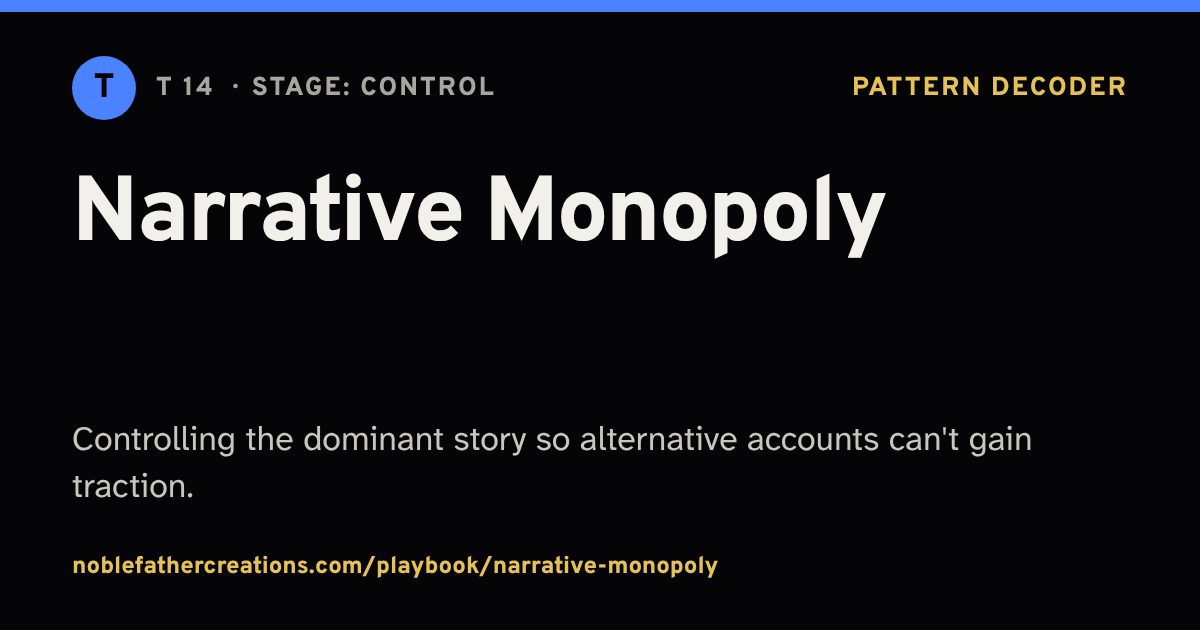 T
T 14 · STAGE: CONTROL
PATTERN DECODER
Narrative Monopoly
Controlling the dominant story so alternative accounts can't gain
traction.
noblefathercreations.com/playbook/narrative-monopoly